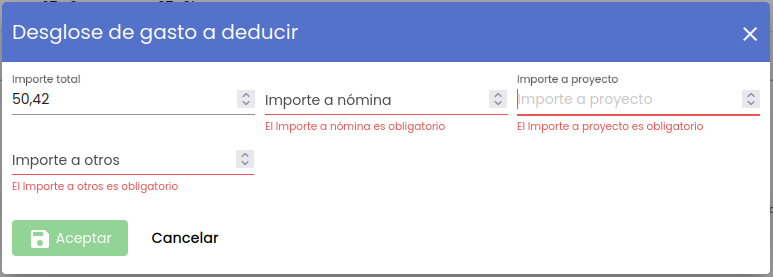 Desglose de gasto a deducir
Importe total
50,42
Importe a nómina
El Importe a nómina es obligatorio
Importe a proyecto
Importe a proyecto
El Importe a proyecto es obligatorio
Importe a otros
El Importe a otros es obligatorio
Aceptar
Cancelar